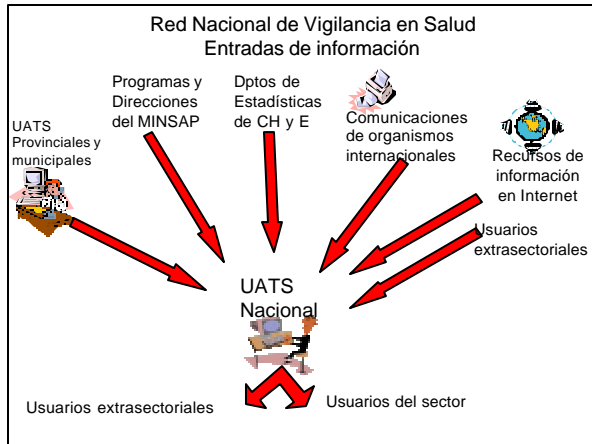 Red Nacional de Vigilancia en Salud
Entradas de información
UATS
Provinciales y
municipales
Programas y
Direcciones
del MINSAP
Dptos de
Estadísticas
de CH y E
Comunicaciones
de organismos
internacionales
Recursos de
información
en Internet
Usuarios
extrasectoriales
UATS
Nacional
Usuarios extrasectoriales
Usuarios del sector